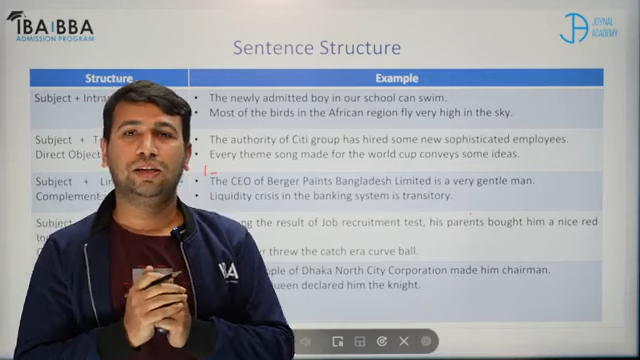 IBA BBA
ADMISSION PROGRAM
JOYNAL
ACADEMY
Sentence Structure
Structure
Example
Subject + Intra
• The newly admitted boy in our school can swim.
• Most of the birds in the African region fly very high in the sky.
Subject + T
Direct Object
• The authority of Citi group has hired some new sophisticated employees.
• Every theme song made for the world cup conveys some ideas.
Subject + Lin
Complement
• The CEO of Berger Paints Bangladesh Limited is a very gentle man.
• Liquidity crisis in the banking system is transitory.
the result of Job recruitment test, his parents bought him a nice red
threw the catch era curve ball.
of Dhaka North City Corporation made him chairman.
declared him the knight.